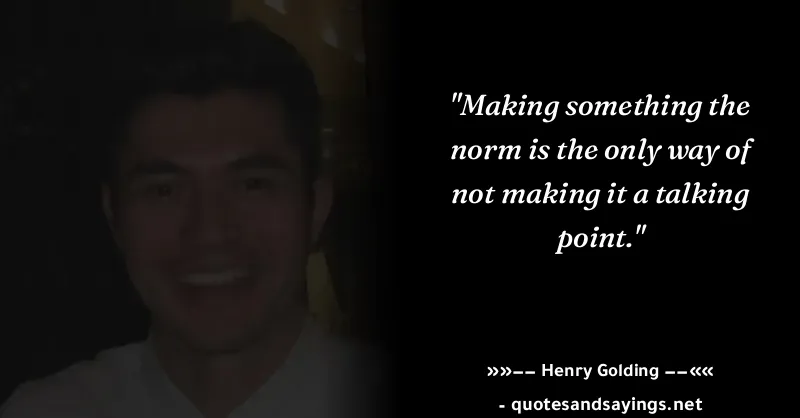 "Making something the
norm is the only way of
not making it a talking
point."
»»−− Henry Golding −−««
- quotesandsayings.net